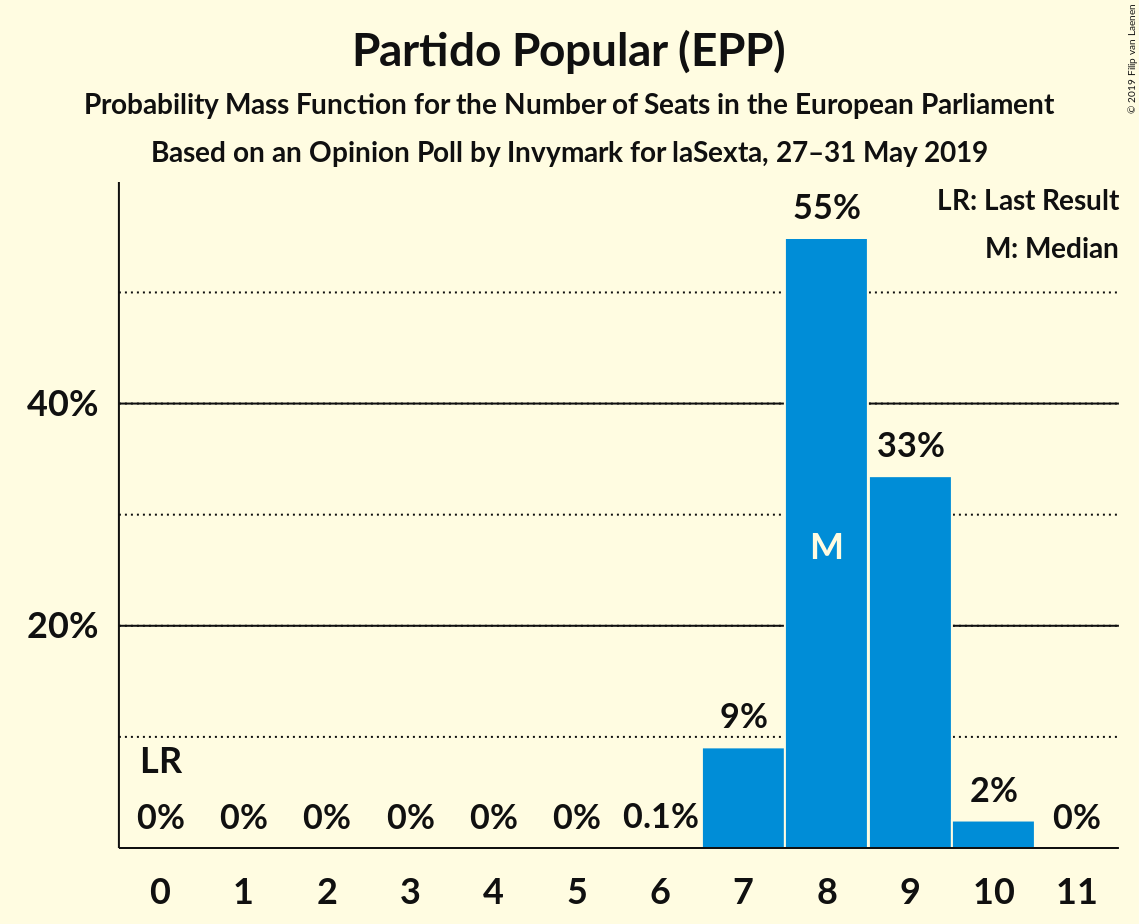 Partido Popular (EPP)
Probability Mass Function for the Number of Seats in the European Parliament
Based on an Opinion Poll by Invymark for laSexta, 27–31 May 2019
© 2019 Filip van Laenen
LR: Last Result
M: Median
55%
40%
33%
M
20%
9%
LR
2%
0% 0% 0% 0% 0% 0% 0.1% 0%
0 1 2 3 4 5 6 7 8 9 10 11